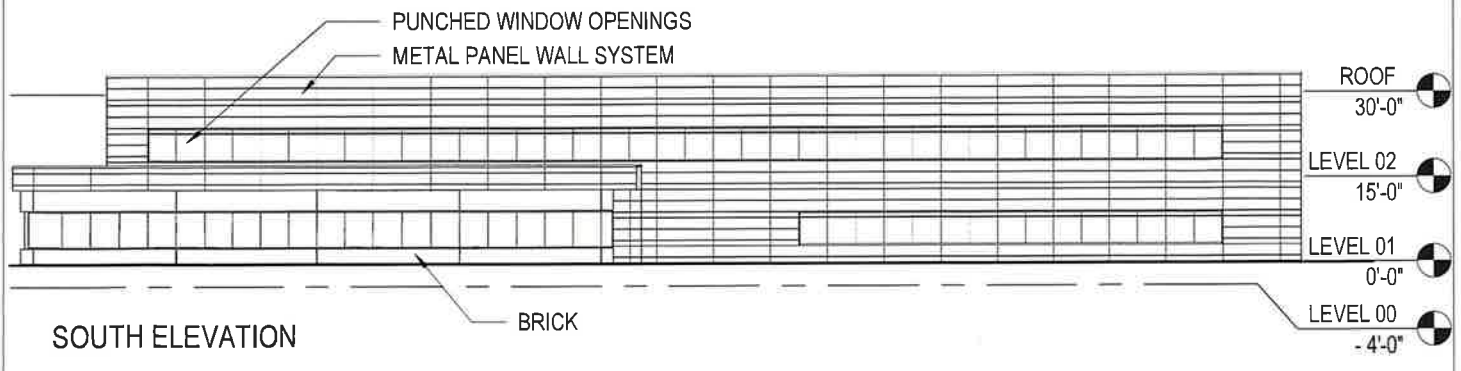 PUNCHED WINDOW OPENINGS
METAL PANEL WALL SYSTEM
ROOF
30'-0"
LEVEL 02
15'-0"
LEVEL 01
0'-0"
BRICK
LEVEL 00
- 4'-0"
SOUTH ELEVATION